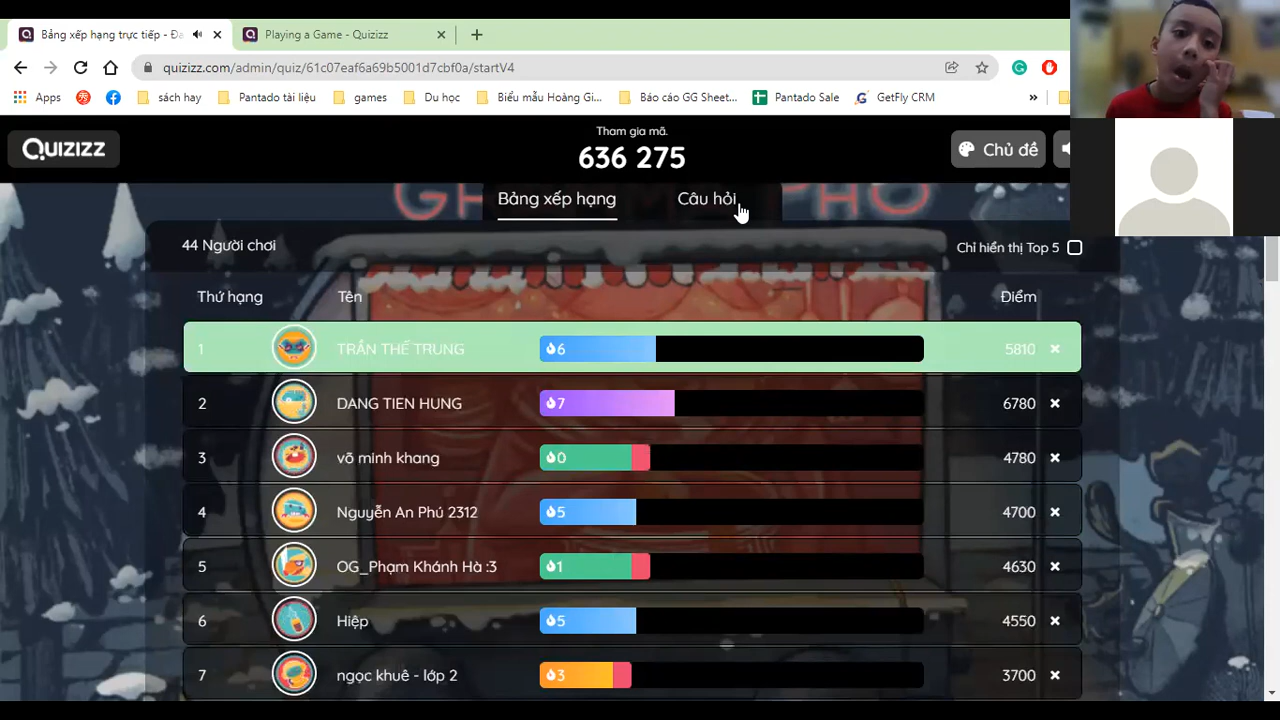 Bảng xếp hạng trực tiếp - Đa
Playing a Game - Quizizz
quizizz.com/admin/quiz/61c07eaf6a69b5001d7cbf0a/startV4
Apps
sách hay
Pantado tài liệu
games
Du học
Biểu mẫu Hoàng Gi...
Báo cáo GG Sheet...
Pantado Sale
GetFly CRM
»
QUIZIZZ
Tham gia mã.
636 275
Chủ đề
Bảng xếp hạng
Câu hỏi
44 Người chơi
Chỉ hiển thị Top 5
Thứ hạng Tên Điểm
1 TRẦN THẾ TRUNG 6 5810
2 DANG TIEN HUNG 7 6780
3 võ minh khang 0 4780
4 Nguyễn An Phú 2312 5 4700
5 OG_Phạm Khánh Hà :3 1 4630
6 Hiệp 5 4550
7 ngọc khuê - lớp 2 3 3700